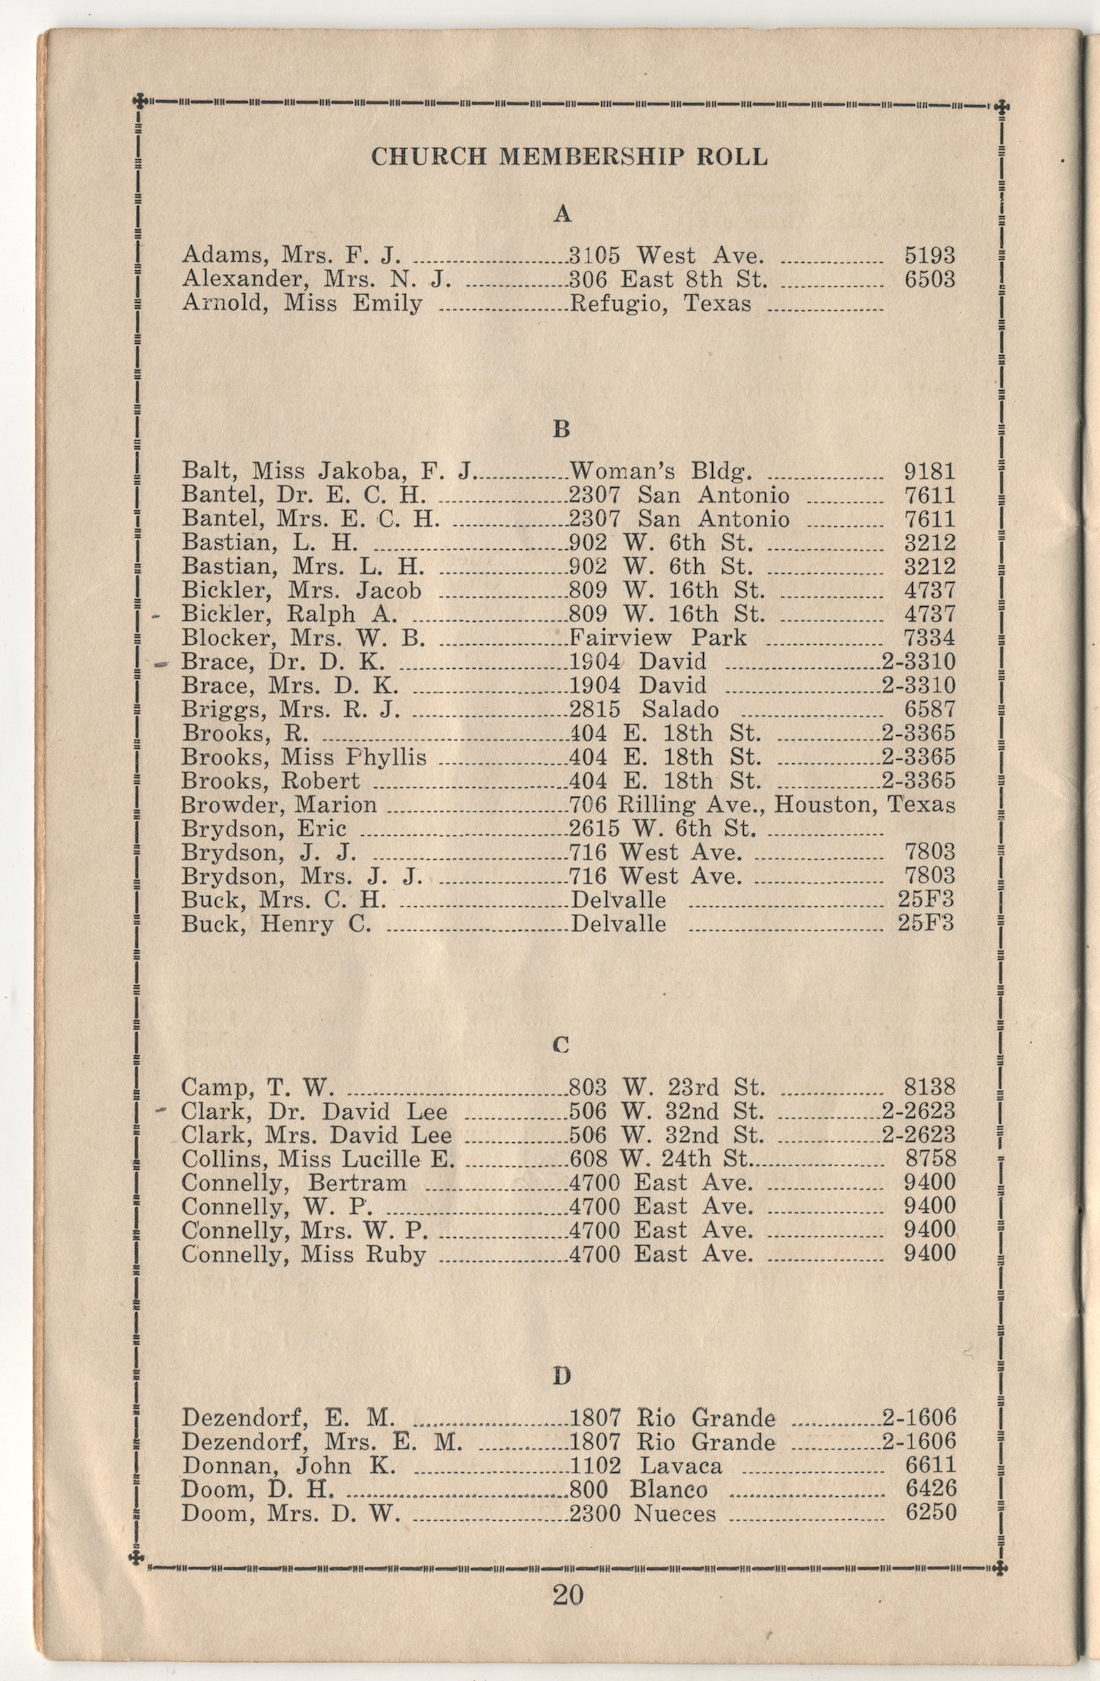 CHURCH MEMBERSHIP ROLL
A
Adams, Mrs. F. J. ....................3105 West Ave. .............. 5193
Alexander, Mrs. N. J. .............306 East 8th St. .............. 6503
Arnold, Miss Emily .................Refugio, Texas ................
B
Balt, Miss Jakoba, F. J.............Woman's Bldg. ................ 9181
Bantel, Dr. E. C. H. .................2307 San Antonio ........... 7611
Bantel, Mrs. E. C. H. ...............2307 San Antonio ........... 7611
Bastian, L. H. .........................902 W. 6th St. ................ 3212
Bastian, Mrs. L. H. ..................902 W. 6th St. ................ 3212
Bickler, Mrs. Jacob .................809 W. 16th St. .............. 4737
- Bickler, Ralph A. ....................809 W. 16th St. .............. 4737
Blocker, Mrs. W. B. .................Fairview Park ................ 7334
- Brace, Dr. D. K. ......................1904 David .....................2-3310
Brace, Mrs. D. K. ....................1904 David .....................2-3310
Briggs, Mrs. R. J. ....................2815 Salado ................... 6587
Brooks, R. ................................404 E. 18th St. ..............2-3365
Brooks, Miss Phyllis .................404 E. 18th St. ..............2-3365
Brooks, Robert .........................404 E. 18th St. ..............2-3365
Browder, Marion .......................706 Rilling Ave., Houston, Texas
Brydson, Eric ...........................2615 W. 6th St. ................
Brydson, J. J. ..........................716 West Ave. .................. 7803
Brydson, Mrs. J. J. .................716 West Ave. .................. 7803
Buck, Mrs. C. H. ......................Delvalle .......................... 25F3
Buck, Henry C. ........................Delvalle .......................... 25F3
C
Camp, T. W. .............................803 W. 23rd St. .............. 8138
- Clark, Dr. David Lee ..............506 W. 32nd St. ..............2-2623
Clark, Mrs. David Lee ..............506 W. 32nd St. ..............2-2623
Collins, Miss Lucille E. .............608 W. 24th St.................. 8758
Connelly, Bertram ...................4700 East Ave. ................ 9400
Connelly, W. P. ........................4700 East Ave. ................ 9400
Connelly, Mrs. W. P. .................4700 East Ave. ................ 9400
Connelly, Miss Ruby .................4700 East Ave. ................ 9400
D
Dezendorf, E. M. ......................1807 Rio Grande ............2-1606
Dezendorf, Mrs. E. M. .............1807 Rio Grande ............2-1606
Donnan, John K. ......................1102 Lavaca ................... 6611
Doom, D. H. .............................800 Blanco ..................... 6426
Doom, Mrs. D. W. ....................2300 Nueces .................... 6250
20